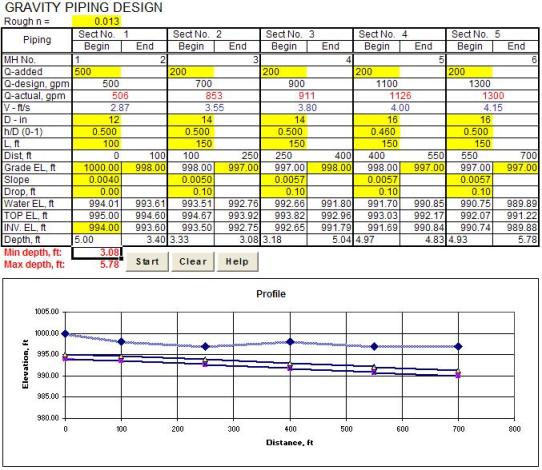 GRAVITY PIPING DESIGN
Rough n = 0.013
Piping Sect No. 1 Sect No. 2 Sect No. 3 Sect No. 4 Sect No. 5
Begin End Begin End Begin End Begin End Begin End
MH No. 1 2 3 4 5 6
Q-added 500 200 200 200 200
Q-design, gpm 500 700 900 1100 1300
Q-actual, gpm 506 853 911 1126 1300
V - ft/s 2.87 3.55 3.80 4.00 4.15
D - in 12 14 14 16 16
h/D (0-1) 0.500 0.500 0.500 0.460 0.500
L, ft 100 150 150 150 150
Dist, ft 0 100 100 250 250 400 400 550 550 700
Grade EL, ft 1000.00 998.00 998.00 997.00 997.00 998.00 998.00 997.00 997.00 997.00
Slope 0.0040 0.0050 0.0057 0.0057 0.0057
Drop, ft 0.00 0.10 0.10 0.10 0.10
Water EL, ft 994.01 993.61 993.51 992.76 992.66 991.80 991.70 990.85 990.75 989.89
TOP EL, ft 995.00 994.60 994.67 993.92 993.82 992.96 993.03 992.17 992.07 991.22
INV. EL, ft 994.00 993.60 993.50 992.75 992.65 991.79 991.69 990.84 990.74 989.88
Depth, ft 5.00 3.40 3.33 3.08 3.18 5.04 4.97 4.83 4.93 5.78
Min depth, ft: 3.08
Max depth, ft: 5.78
Start Clear Help
Profile
1005.00
1000.00
995.00
990.00
985.00
980.00
Elevation, ft
0 100 200 300 400 500 600 700 800
Distance, ft